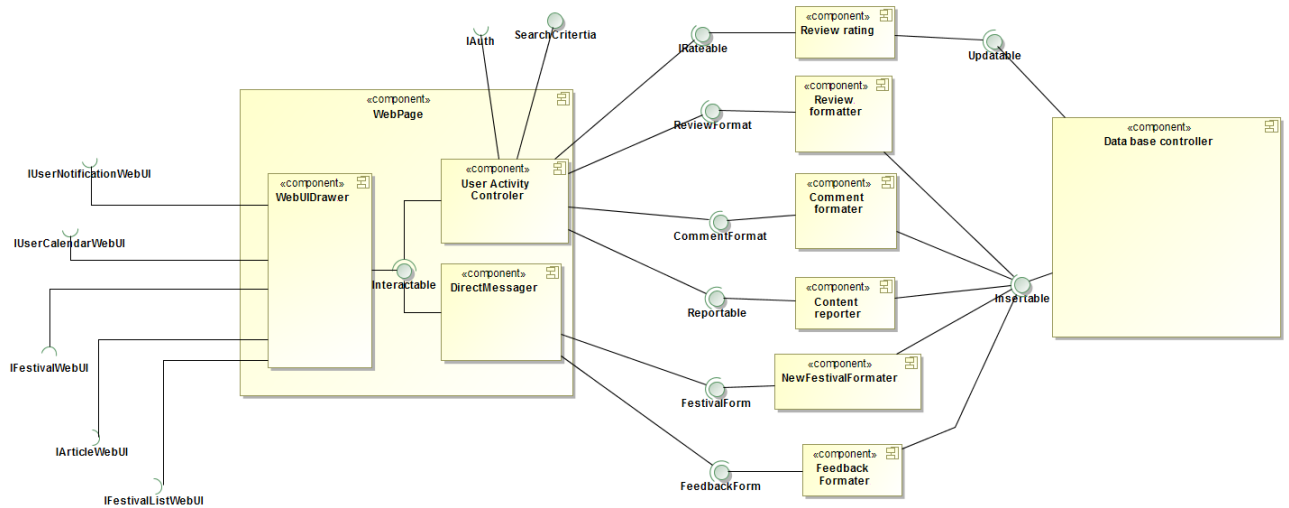 IAuth
SearchCritertia
«component»
WebPage
IUserNotificationWebUI
IUserCalendarWebUI
IFestivalWebUI
IArticleWebUI
IFestivalListWebUI
«component»
WebUIDrawer
Interactable
«component»
User Activity
Controler
«component»
DirectMessager
IRateable
ReviewFormat
CommentFormat
Reportable
FestivalForm
FeedbackForm
«component»
Review rating
«component»
Review
formatter
«component»
Comment
formater
«component»
Content
reporter
«component»
NewFestivalFormater
«component»
Feedback
Formater
Updatable
Insertable
«component»
Data base controller